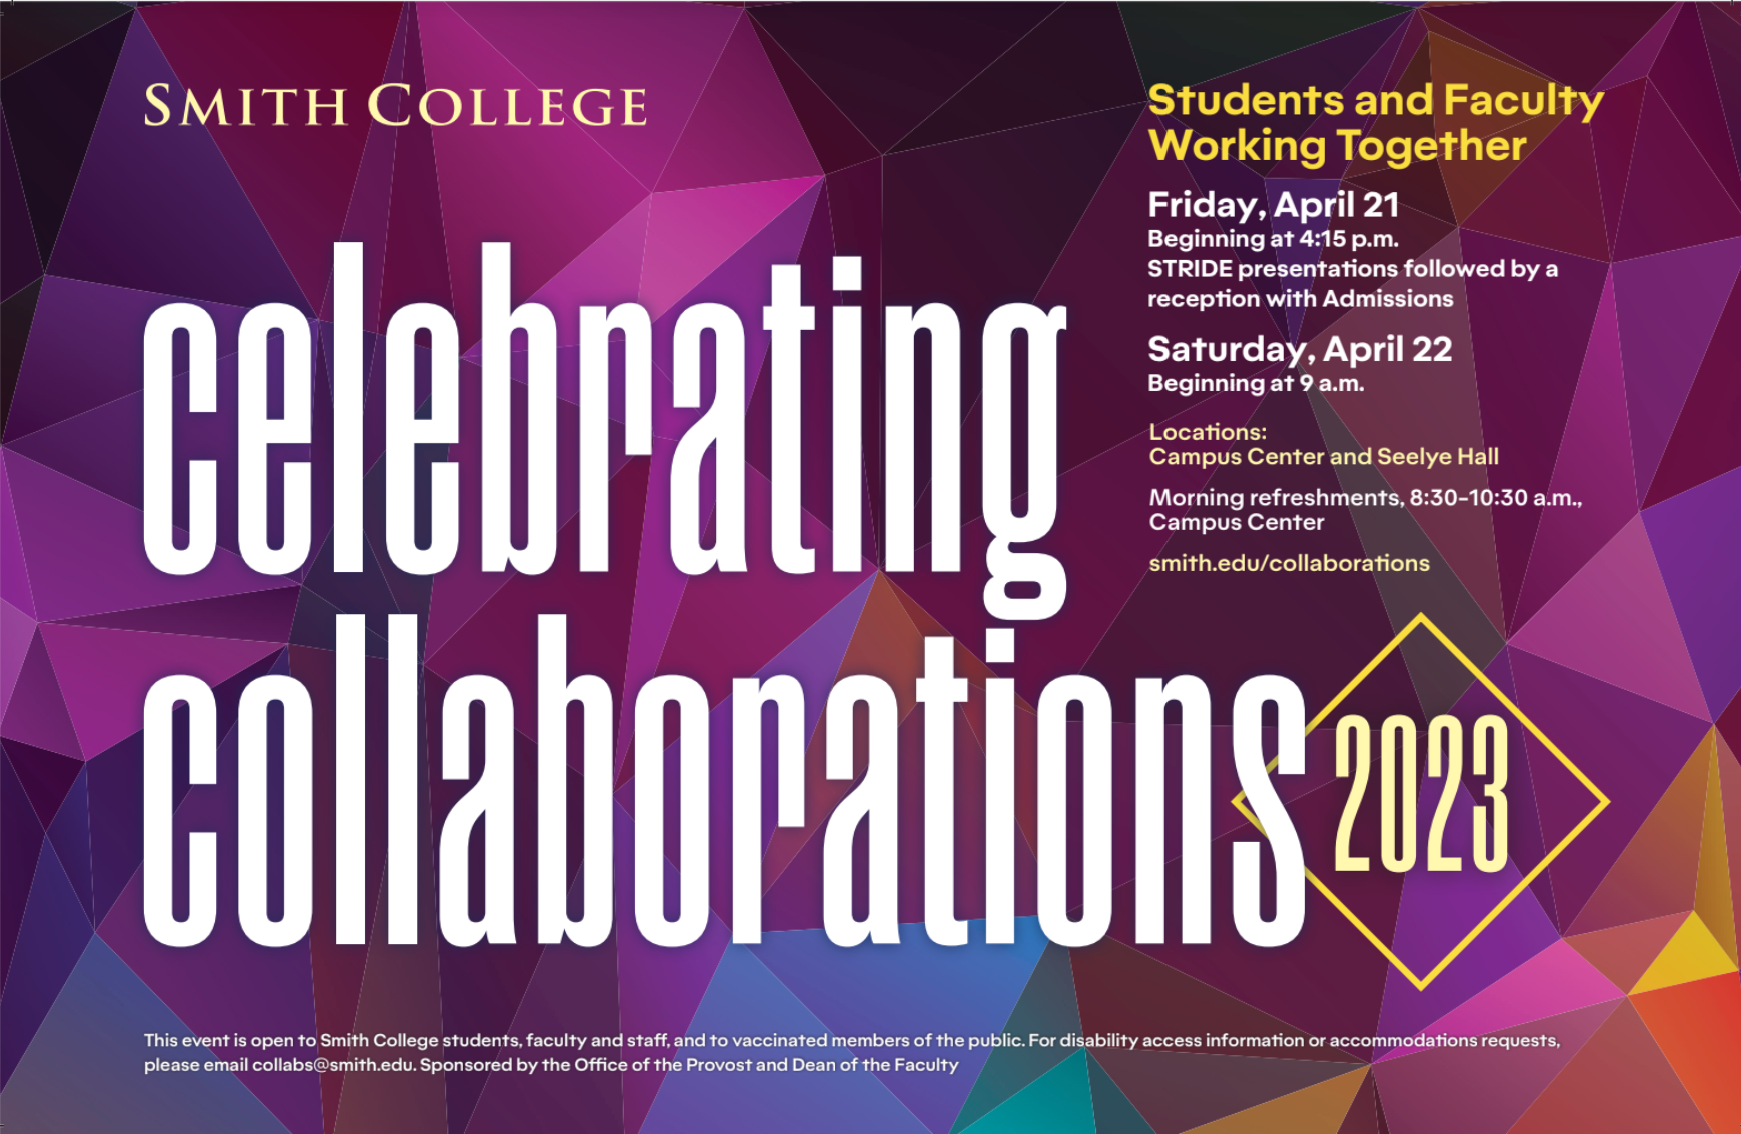 SMITH COLLEGE
celebrating
collaborations
2023
Students and Faculty
Working Together
Friday, April 21
Beginning at 4:15 p.m.
STRIDE presentations followed by a
reception with Admissions
Saturday, April 22
Beginning at 9 a.m.
Locations:
Campus Center and Seelye Hall
Morning refreshments, 8:30-10:30 a.m.,
Campus Center
smith.edu/collaborations
This event is open to Smith College students, faculty and staff, and to vaccinated members of the public. For disability access information or accommodations requests,
please email collabs@smith.edu. Sponsored by the Office of the Provost and Dean of the Faculty